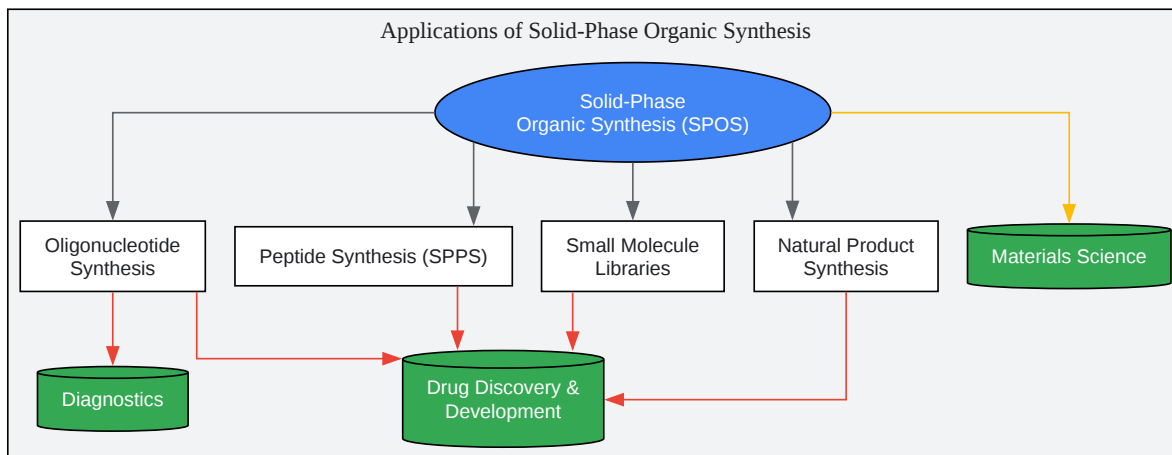 Applications of Solid-Phase Organic Synthesis
Solid-Phase
Organic Synthesis (SPOS)
Oligonucleotide
Synthesis
Peptide Synthesis (SPPS)
Small Molecule
Libraries
Natural Product
Synthesis
Materials Science
Diagnostics
Drug Discovery &
Development